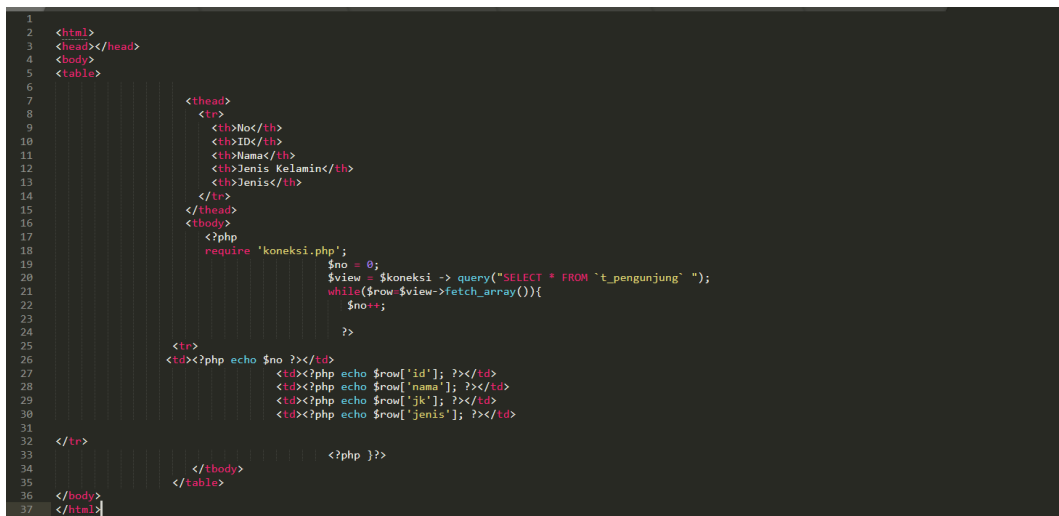 1
2 <html>
3 <head></head>
4 <body>
5 <table>
6
7 <thead>
8 <tr>
9 <th>No</th>
10 <th>ID</th>
11 <th>Nama</th>
12 <th>Jenis Kelamin</th>
13 <th>Jenis</th>
14 </tr>
15 </thead>
16 <tbody>
17 <?php
18 require 'koneksi.php';
19 $no = 0;
20 $view = $koneksi -> query("SELECT * FROM `t_pengunjung` ");
21 while($row=$view->fetch_array()){
22 $no++;
23
24 ?>
25 <tr>
26 <td><?php echo $no ?></td>
27 <td><?php echo $row['id']; ?></td>
28 <td><?php echo $row['nama']; ?></td>
29 <td><?php echo $row['jk']; ?></td>
30 <td><?php echo $row['jenis']; ?></td>
31
32 </tr>
33 <?php }?>
34 </tbody>
35 </table>
36 </body>
37 </html>